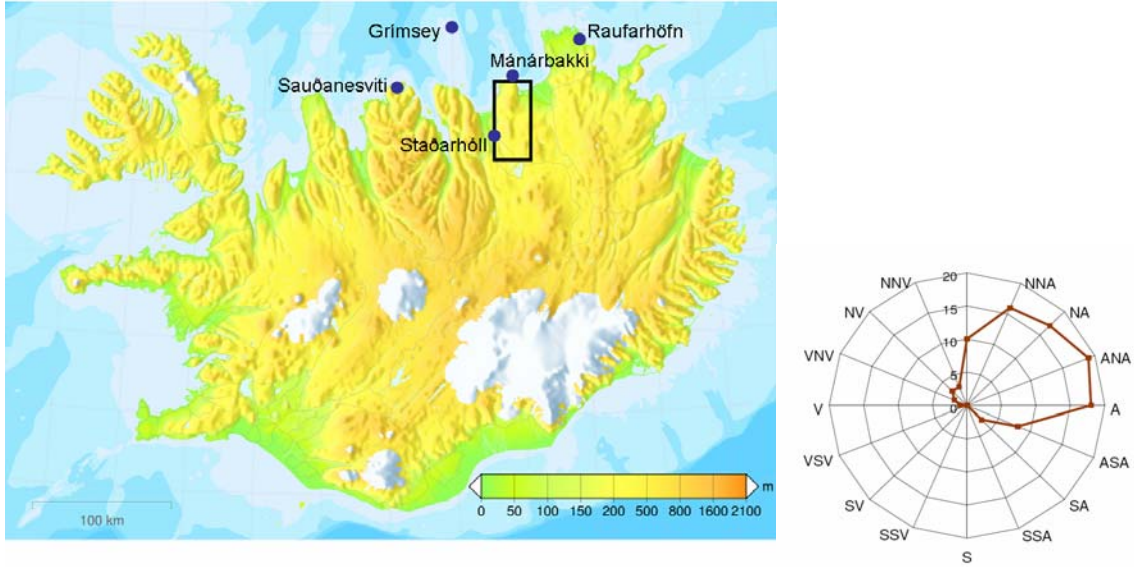 Grímsey
Raufarhöfn
Mánárbakki
Sauðanesviti
Staðarhóll
100 km
m
0 50 100 150 200 500 800 1600 2100
20
15
10
5
0
NNV
NNA
NV
NA
VNV
ANA
V
A
VSV
ASA
SV
SA
SSV
SSA
S